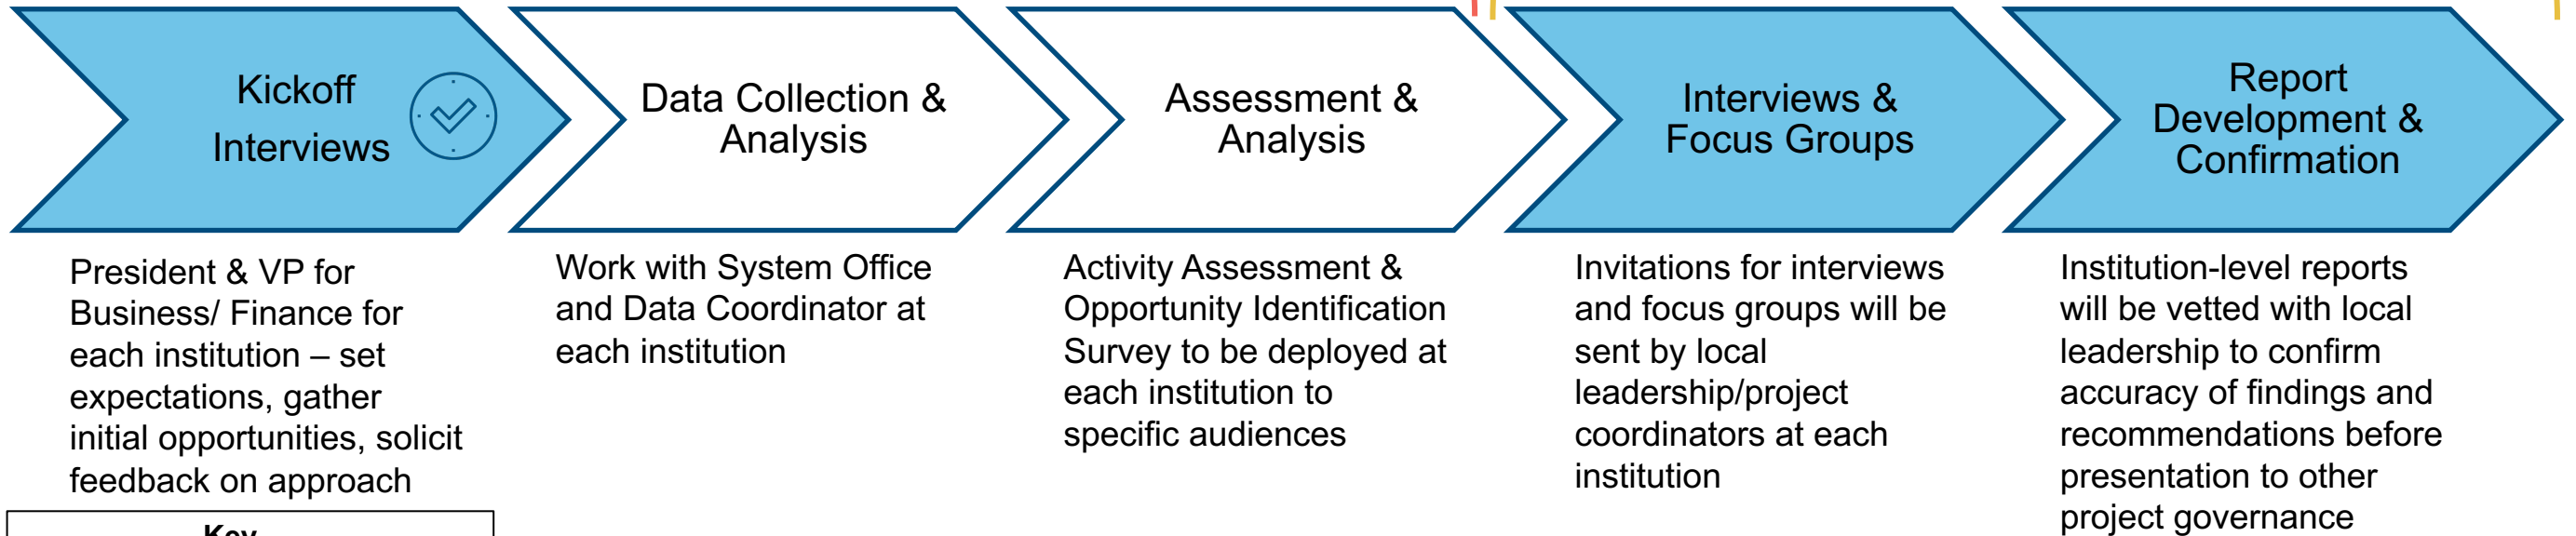 Kickoff
Interviews
Data Collection &
Analysis
Assessment &
Analysis
Interviews &
Focus Groups
Report
Development &
Confirmation
President & VP for
Business/ Finance for
each institution – set
expectations, gather
initial opportunities, solicit
feedback on approach
Work with System Office
and Data Coordinator at
each institution
Activity Assessment &
Opportunity Identification
Survey to be deployed at
each institution to
specific audiences
Invitations for interviews
and focus groups will be
sent by local
leadership/project
coordinators at each
institution
Institution-level reports
will be vetted with local
leadership to confirm
accuracy of findings and
recommendations before
presentation to other
project governance
Key